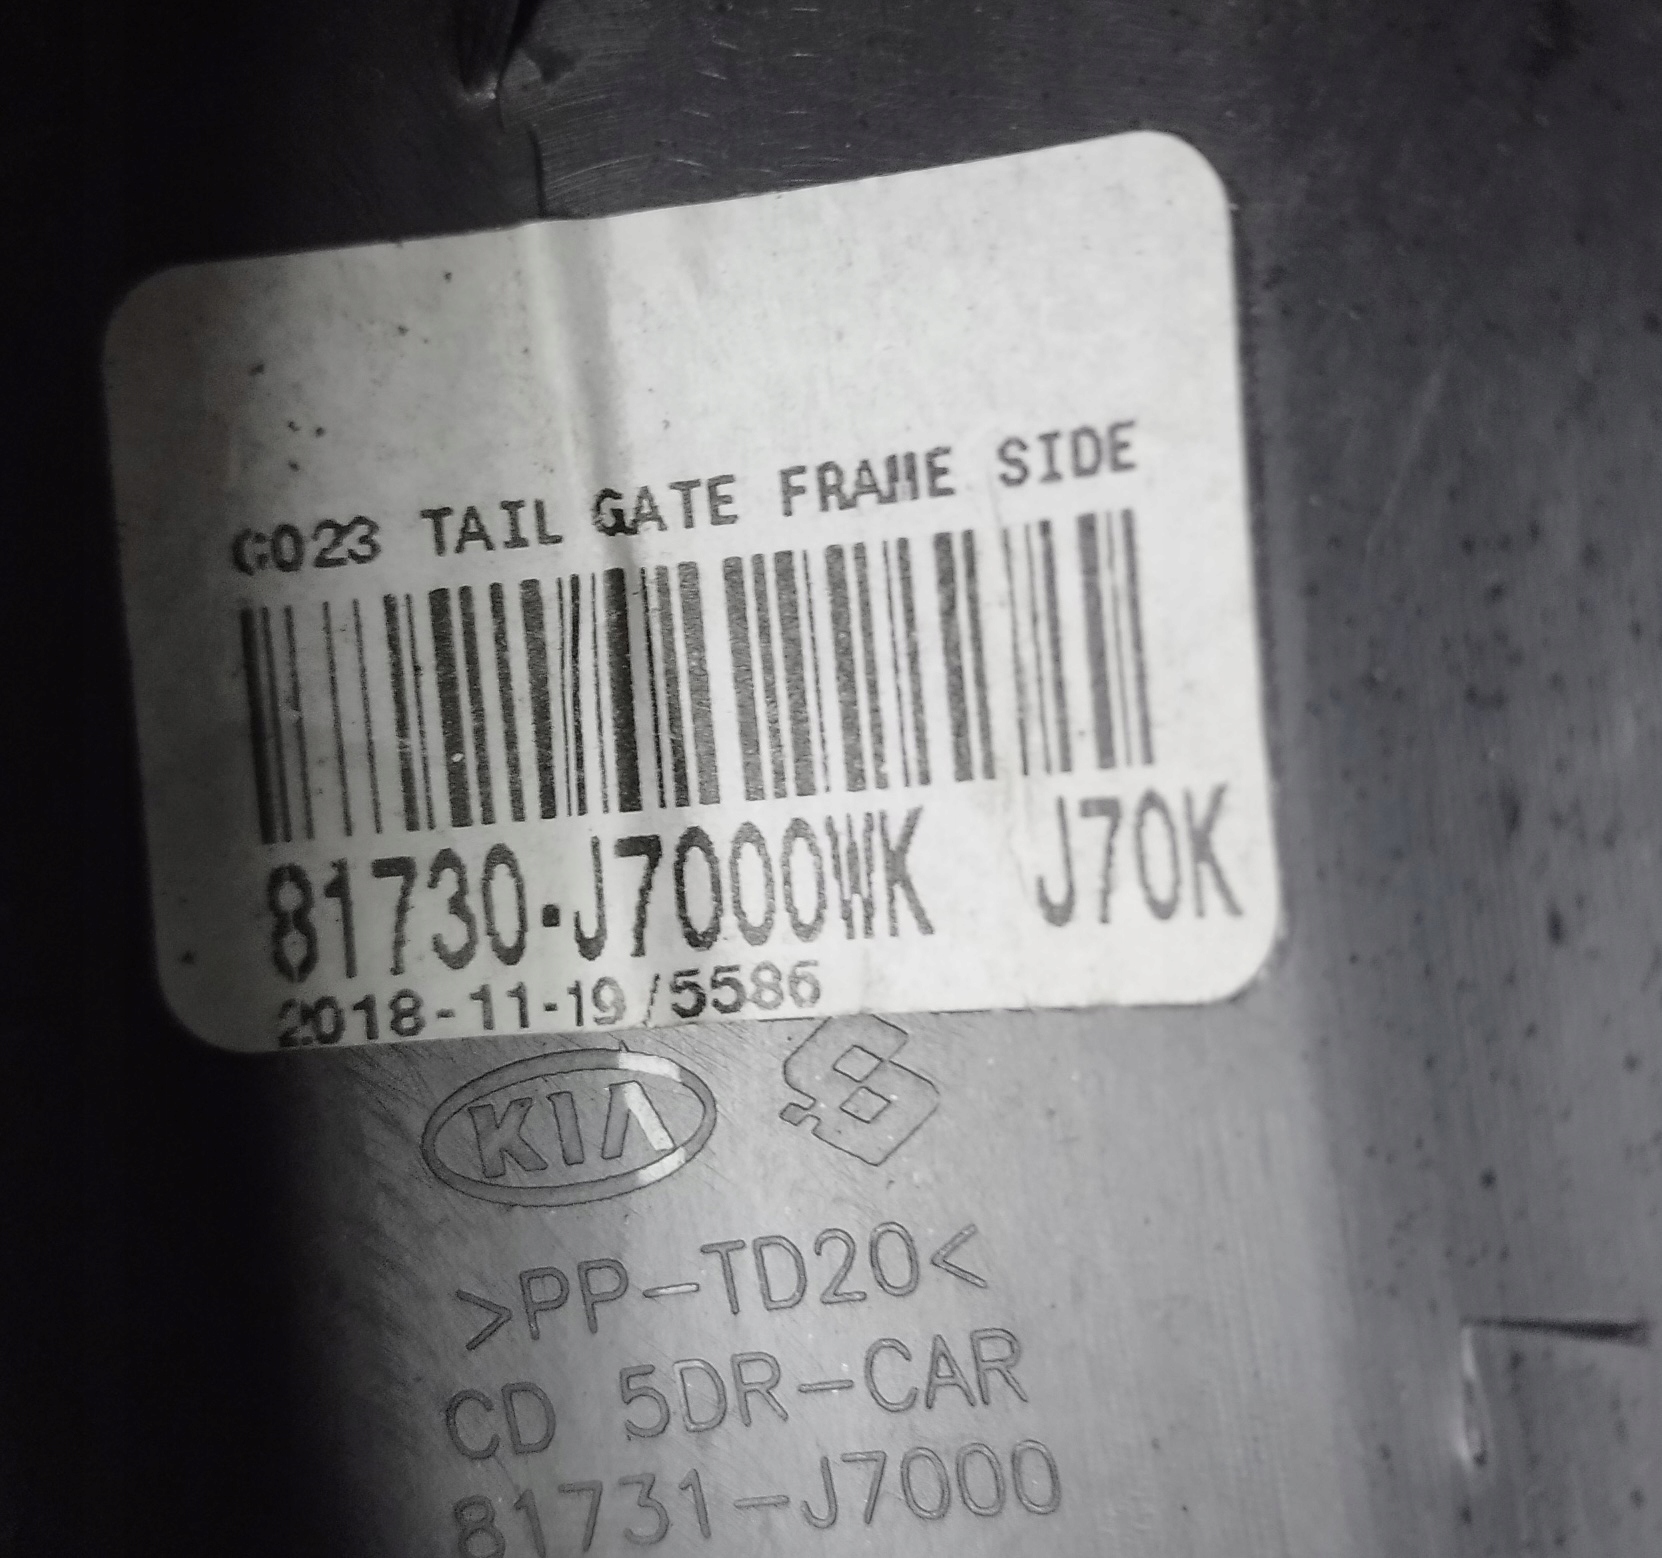 G023 TAIL GATE FRAME SIDE
81730-J7000WK J70K
2018-11-19/5586
KIA
>PP-TD20<
CD 5DR-CAR
81731-J7000